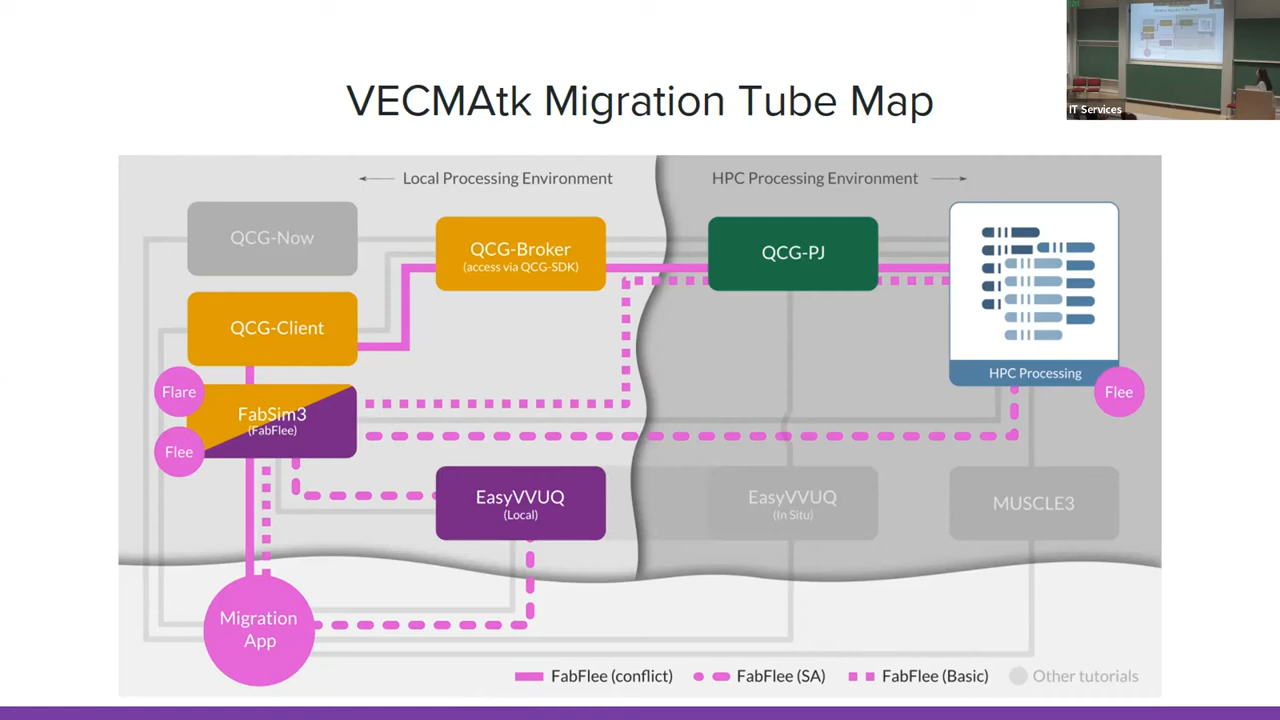 VECMAtk Migration Tube Map
IT Services
Local Processing Environment
HPC Processing Environment
QCG-Now
QCG-Broker
(access via QCG-SDK)
QCG-PJ
QCG-Client
HPC Processing
Flare
FabSim3
(FabFlee)
Flee
Flee
EasyVVUQ
(Local)
EasyVVUQ
(In Situ)
MUSCLE3
Migration
App
FabFlee (conflict)
FabFlee (SA)
FabFlee (Basic)
Other tutorials